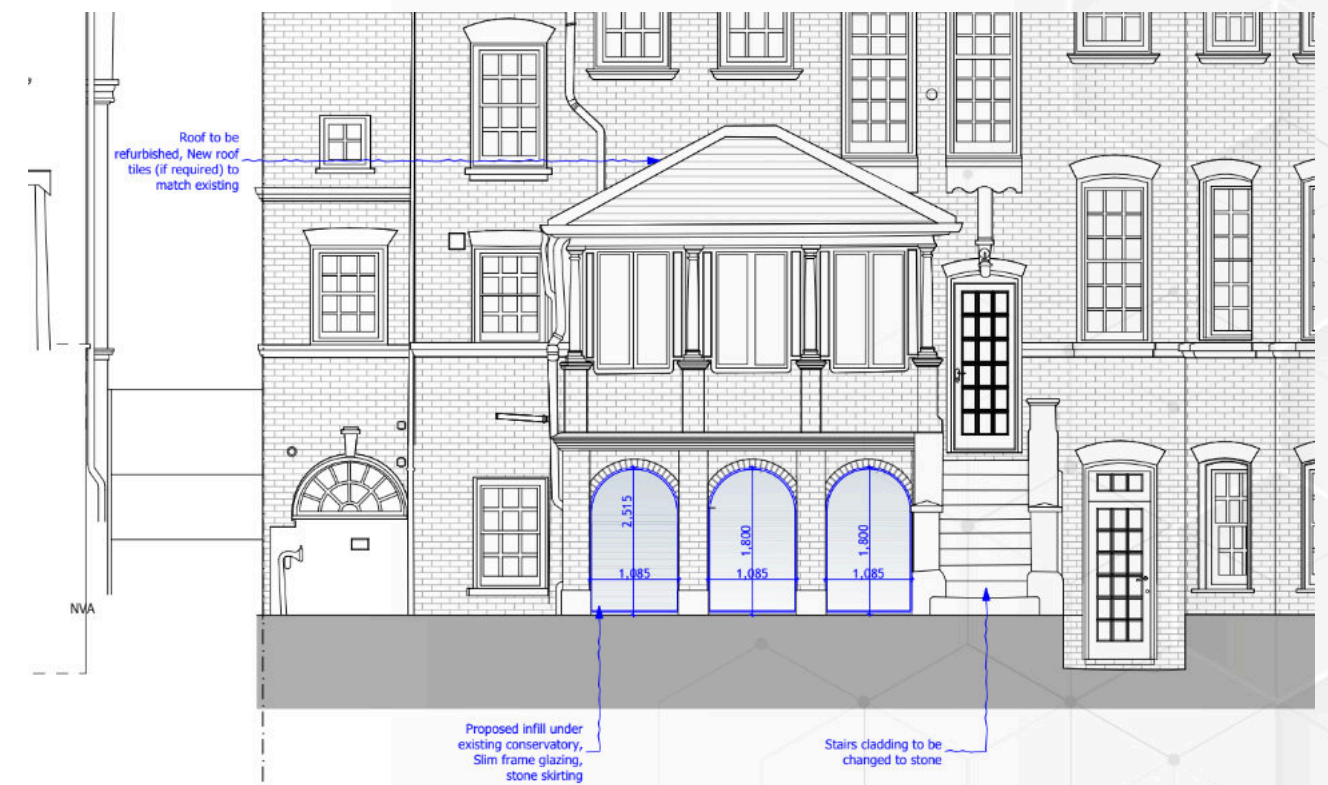 Roof to be
refurbished, New roof
tiles (if required) to
match existing
2,515
1,800
1,800
1,085
1,085
1,085
NVA
Proposed infill under
existing conservatory,
Slim frame glazing,
stone skirting
Stairs cladding to be
changed to stone